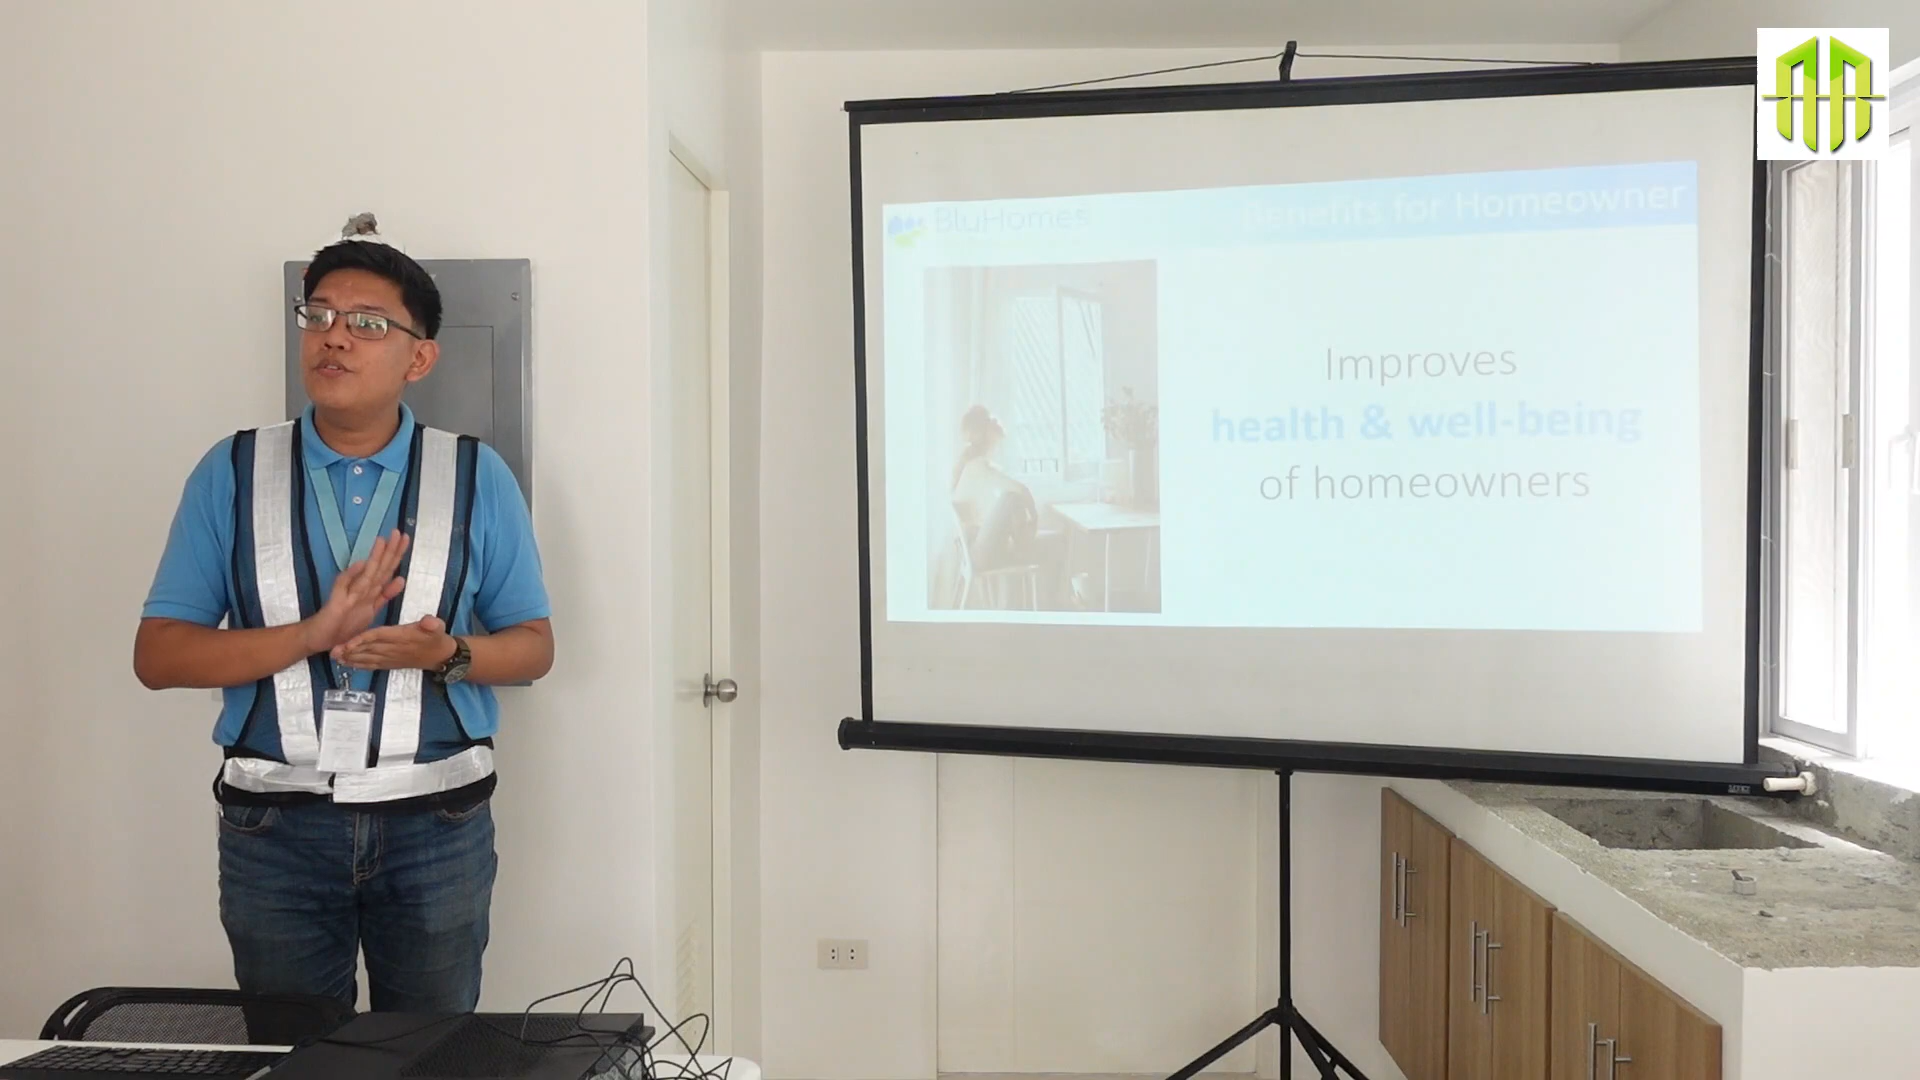 BluHomes
Benefits for Homeowner
Improves
health & well-being
of homeowners